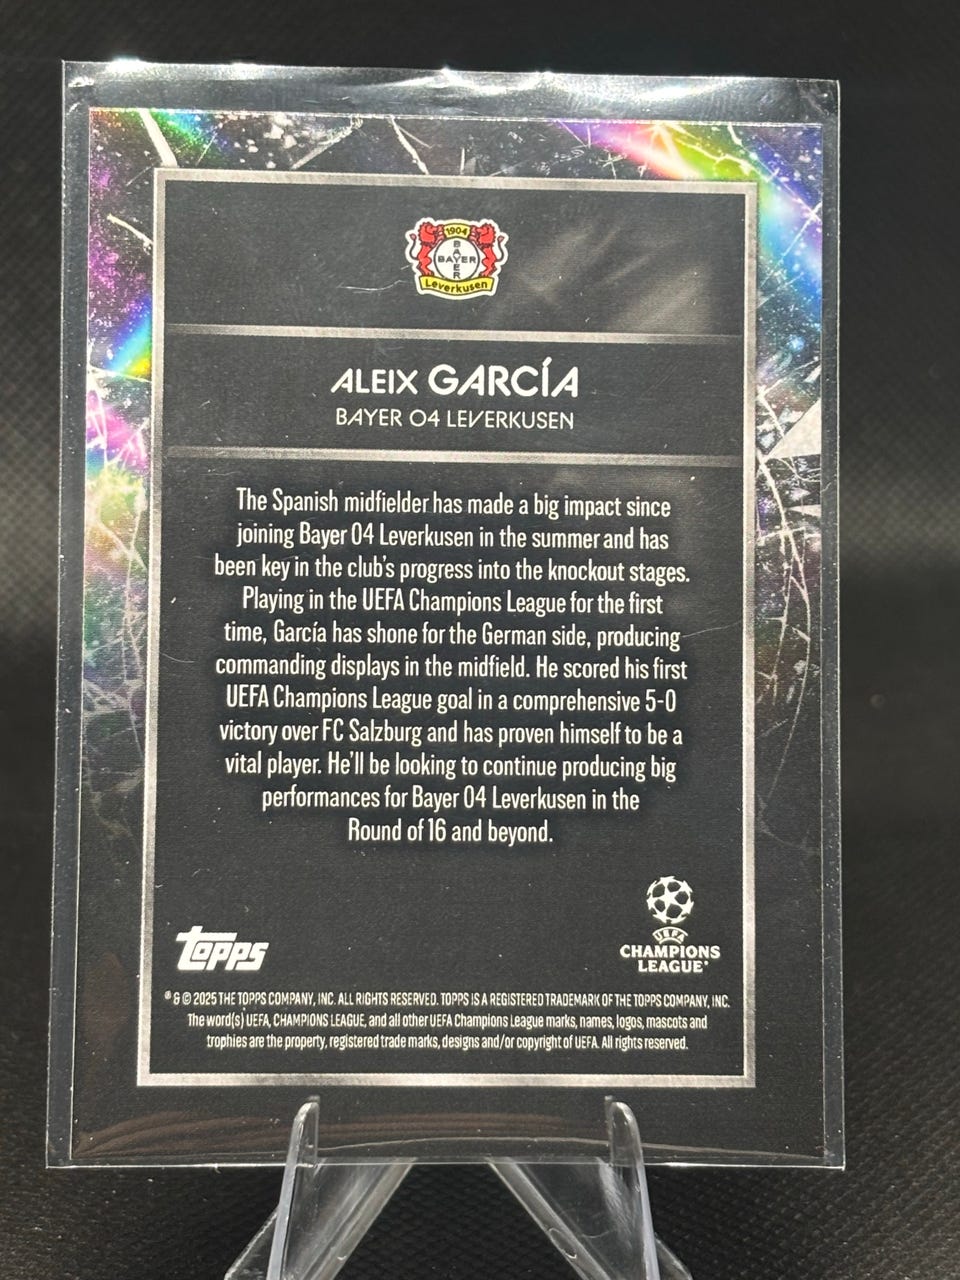 1904
BAYER
BAYER
Leverkusen
ALEIX GARCÍA
BAYER 04 LEVERKUSEN
The Spanish midfielder has made a big impact since
joining Bayer 04 Leverkusen in the summer and has
been key in the club's progress into the knockout stages.
Playing in the UEFA Champions League for the first
time, García has shone for the German side, producing
commanding displays in the midfield. He scored his first
UEFA Champions League goal in a comprehensive 5-0
victory over FC Salzburg and has proven himself to be a
vital player. He'll be looking to continue producing big
performances for Bayer 04 Leverkusen in the
Round of 16 and beyond.
topps
UEFA
CHAMPIONS
LEAGUE®
® & © 2025 THE TOPPS COMPANY, INC. ALL RIGHTS RESERVED. TOPPS IS A REGISTERED TRADEMARK OF THE TOPPS COMPANY, INC.
The word(s) UEFA, CHAMPIONS LEAGUE, and all other UEFA Champions League marks, names, logos, mascots and
trophies are the property, registered trade marks, designs and/or copyright of UEFA. All rights reserved.